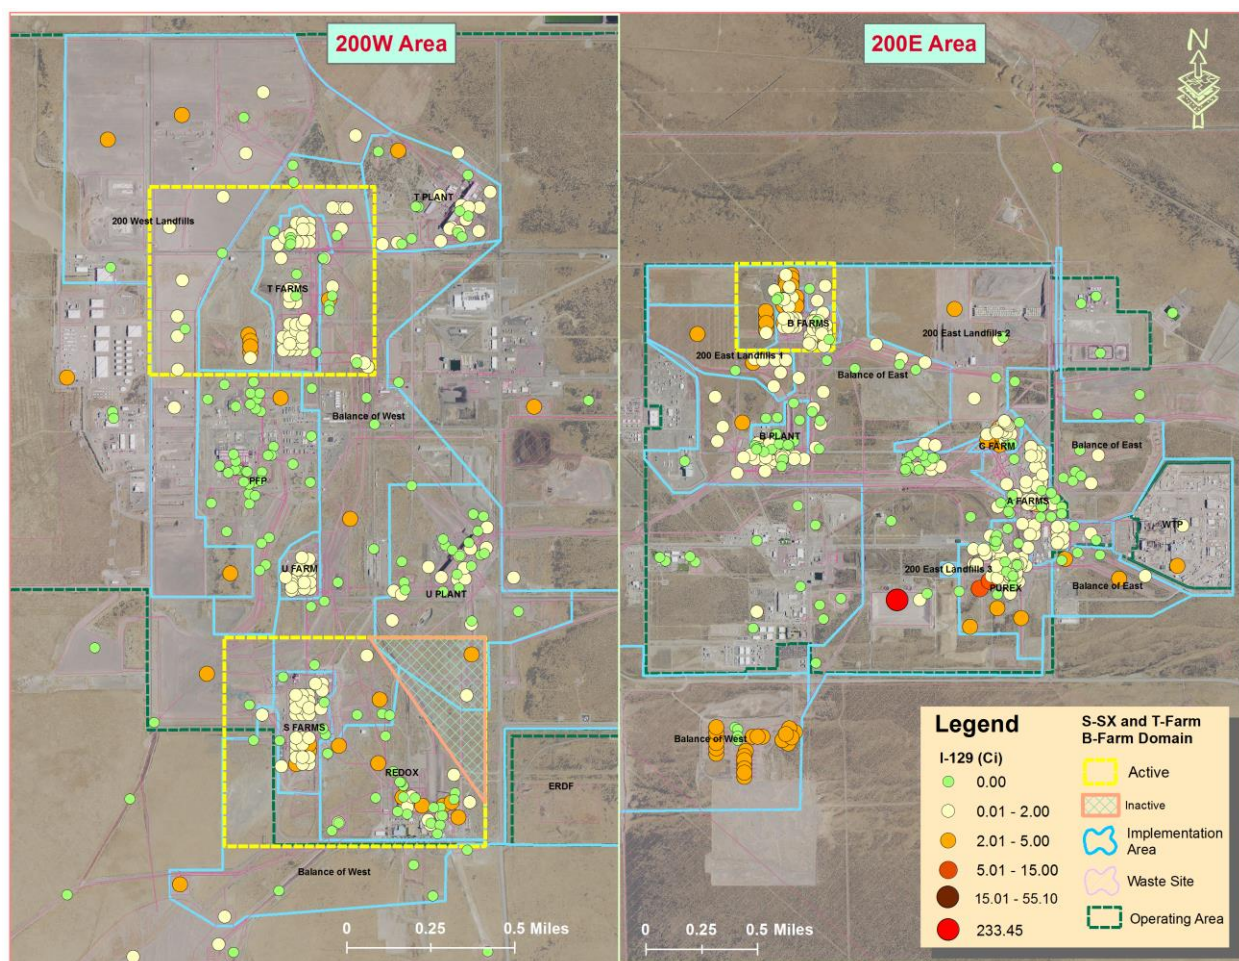 200W Area
200E Area
N
T PLANT
200 West Landfills
T FARMS
B FARMS
200 East Landfills 2
200 East Landfills 1
Balance of East
Balance of West
B PLANT
C FARM
Balance of East
PFP
A FARMS
WTP
U FARM
U PLANT
200 East Landfills 3
PUREX
Balance of East
S FARMS
REDOX
ERDF
Balance of West
Balance of West
0 0.25 0.5 Miles
0 0.25 0.5 Miles
Legend
I-129 (Ci)
0.00
0.01 - 2.00
2.01 - 5.00
5.01 - 15.00
15.01 - 55.10
233.45
S-SX and T-Farm
B-Farm Domain
Active
Inactive
Implementation
Area
Waste Site
Operating Area